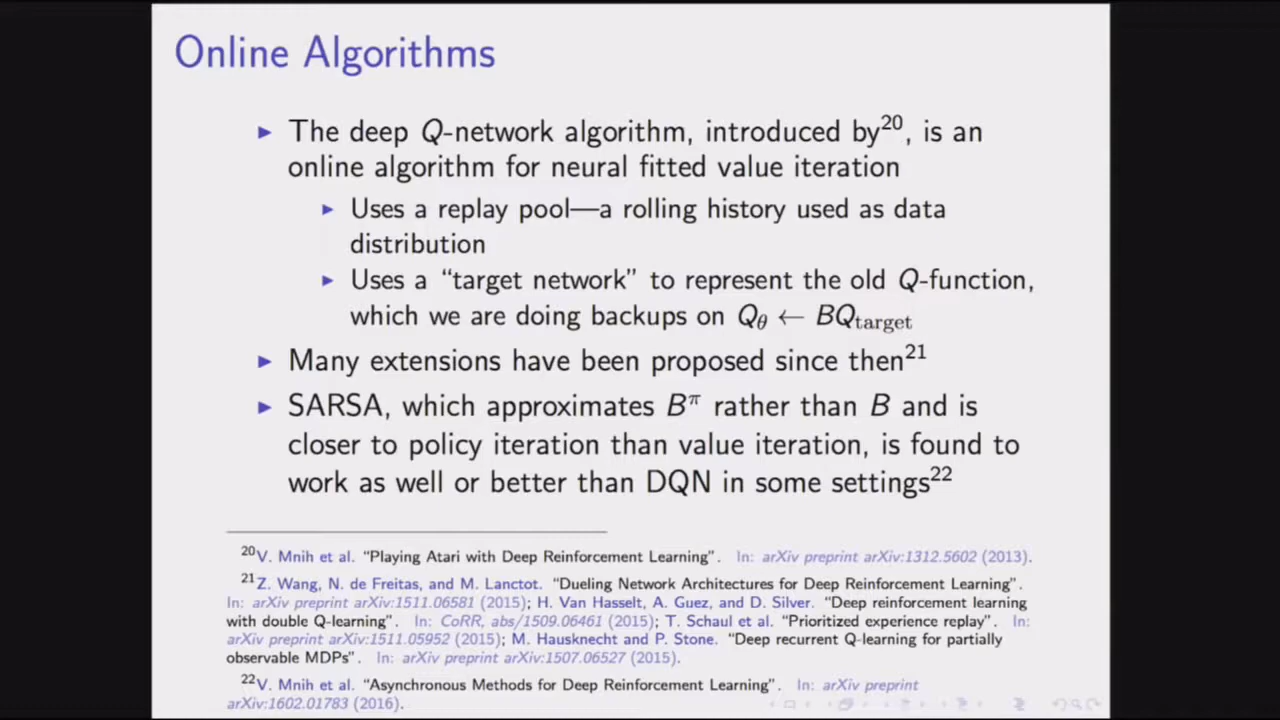 Online Algorithms
▶ The deep Q-network algorithm, introduced by²⁰, is an
online algorithm for neural fitted value iteration
▶ Uses a replay pool—a rolling history used as data
distribution
▶ Uses a “target network” to represent the old Q-function,
which we are doing backups on Qθ ← BQtarget
▶ Many extensions have been proposed since then²¹
▶ SARSA, which approximates Bπ rather than B and is
closer to policy iteration than value iteration, is found to
work as well or better than DQN in some settings²²
²⁰V. Mnih et al. “Playing Atari with Deep Reinforcement Learning”. In: arXiv preprint arXiv:1312.5602 (2013).
²¹Z. Wang, N. de Freitas, and M. Lanctot. “Dueling Network Architectures for Deep Reinforcement Learning”.
In: arXiv preprint arXiv:1511.06581 (2015); H. Van Hasselt, A. Guez, and D. Silver. “Deep reinforcement learning
with double Q-learning”. In: CoRR, abs/1509.06461 (2015); T. Schaul et al. “Prioritized experience replay”. In:
arXiv preprint arXiv:1511.05952 (2015); M. Hausknecht and P. Stone. “Deep recurrent Q-learning for partially
observable MDPs”. In: arXiv preprint arXiv:1507.06527 (2015).
²²V. Mnih et al. “Asynchronous Methods for Deep Reinforcement Learning”. In: arXiv preprint
arXiv:1602.01783 (2016).